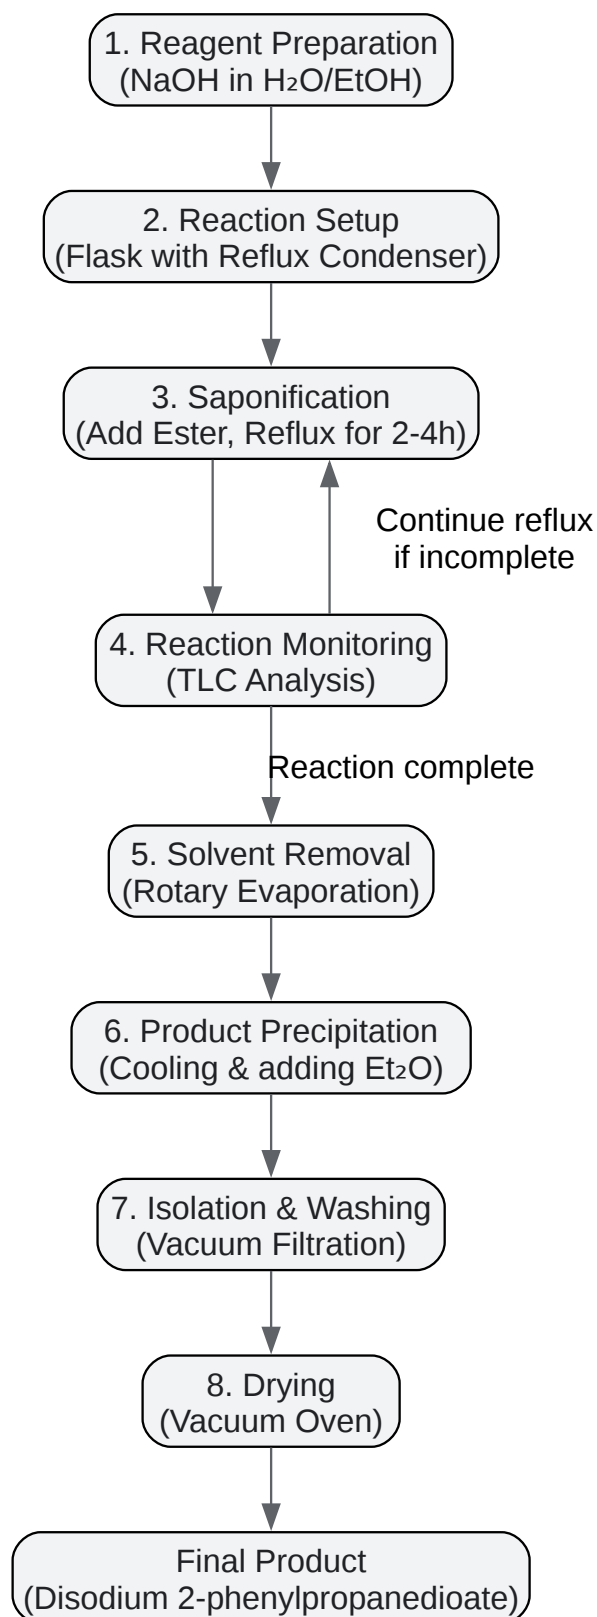 1. Reagent Preparation
(NaOH in H₂O/EtOH)
2. Reaction Setup
(Flask with Reflux Condenser)
3. Saponification
(Add Ester, Reflux for 2-4h)
Continue reflux
if incomplete
4. Reaction Monitoring
(TLC Analysis)
Reaction complete
5. Solvent Removal
(Rotary Evaporation)
6. Product Precipitation
(Cooling & adding Et₂O)
7. Isolation & Washing
(Vacuum Filtration)
8. Drying
(Vacuum Oven)
Final Product
(Disodium 2-phenylpropanedioate)